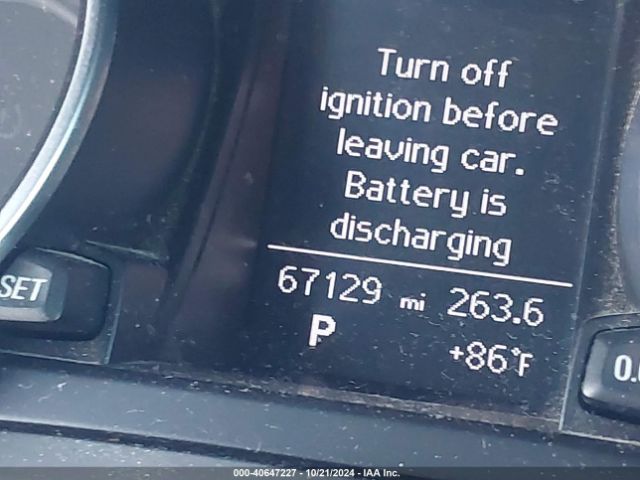 Turn off
ignition before
leaving car.
Battery is
discharging
67129 mi 263.6
P +86°F
SET
000-40647227 - 10/21/2024 - IAA Inc.